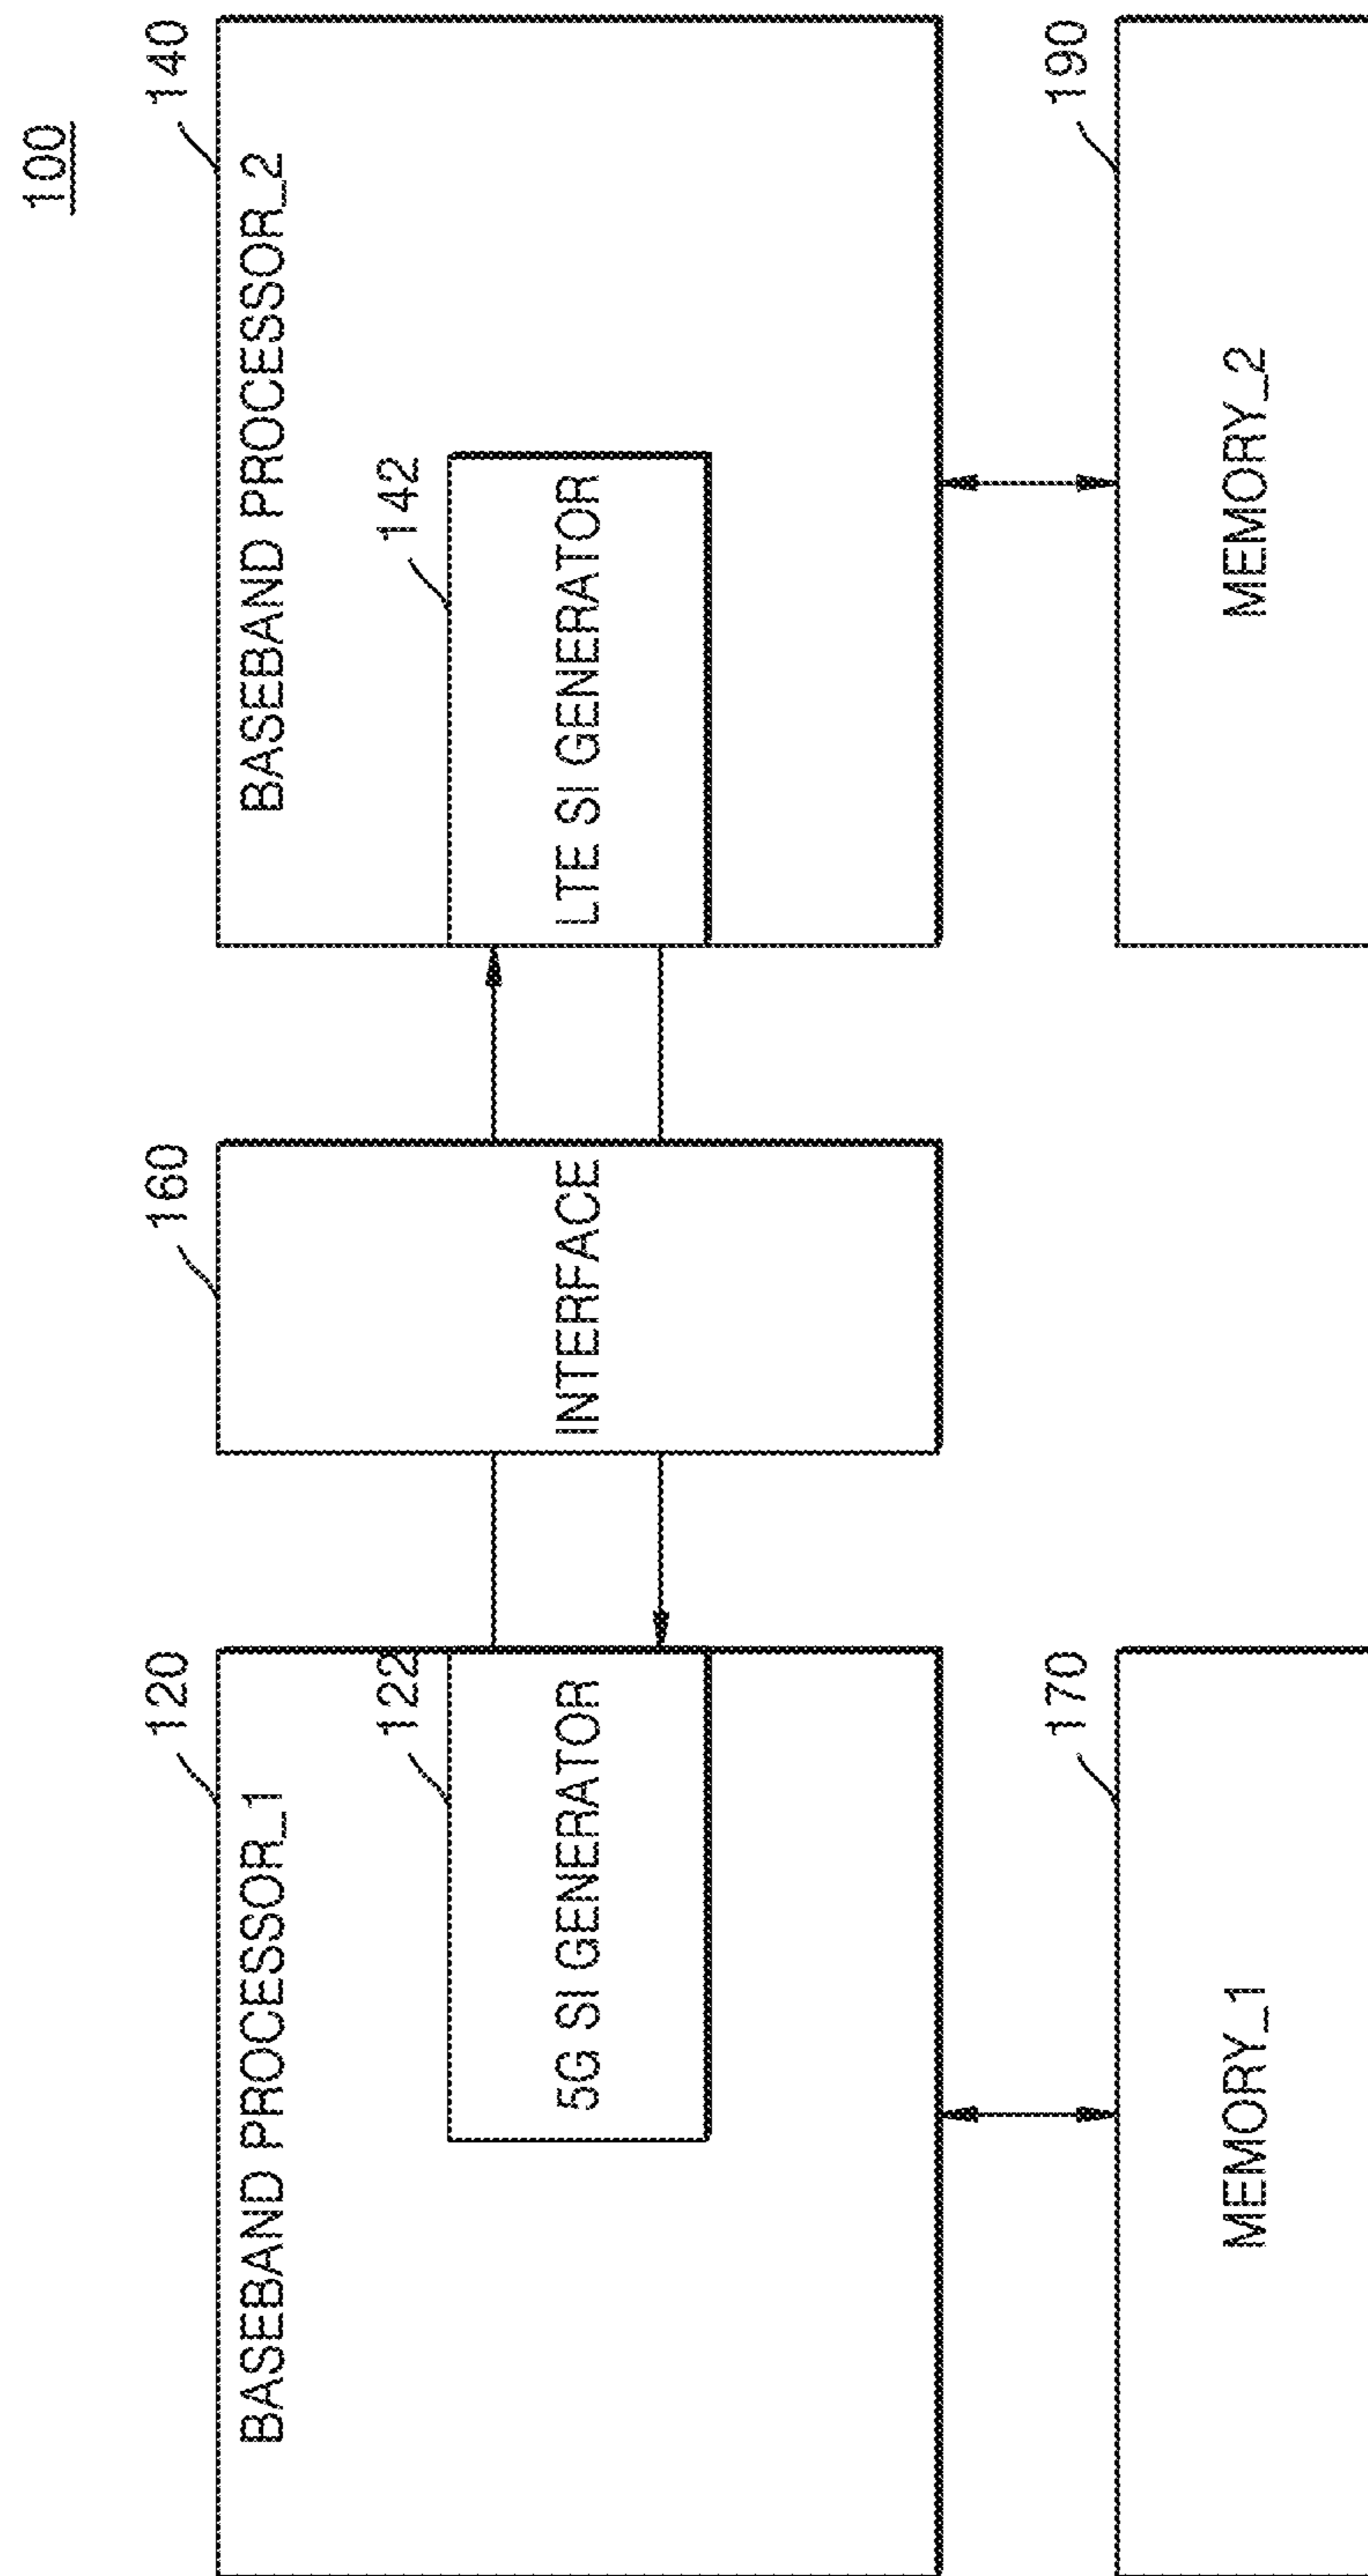 100
120
160
140
BASEBAND PROCESSOR_1
BASEBAND PROCESSOR_2
122
142
5G SI GENERATOR
INTERFACE
LTE SI GENERATOR
170
190
MEMORY_1
MEMORY_2